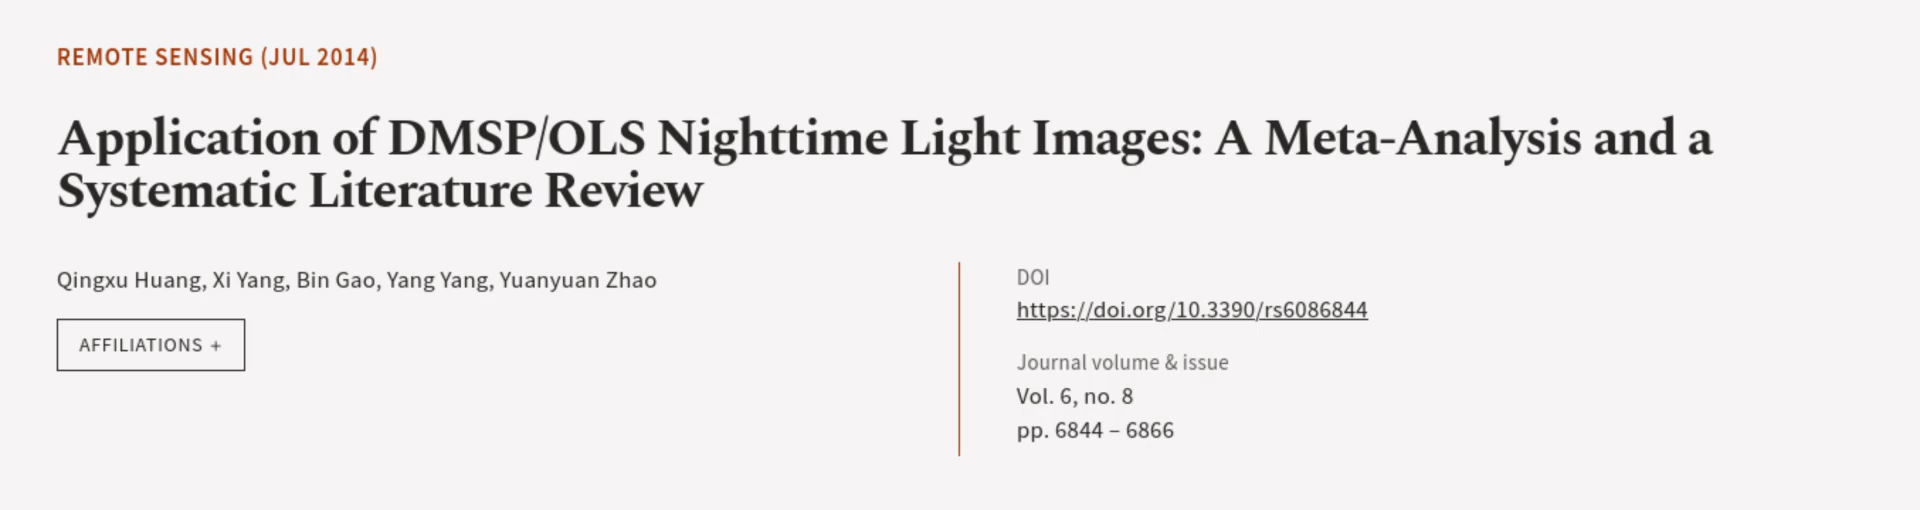 REMOTE SENSING (JUL 2014)
Application of DMSP/OLS Nighttime Light Images: A Meta-Analysis and a
Systematic Literature Review
Qingxu Huang, Xi Yang, Bin Gao, Yang Yang, Yuanyuan Zhao
AFFILIATIONS +
DOI
https://doi.org/10.3390/rs6086844
Journal volume & issue
Vol. 6, no. 8
pp. 6844 – 6866